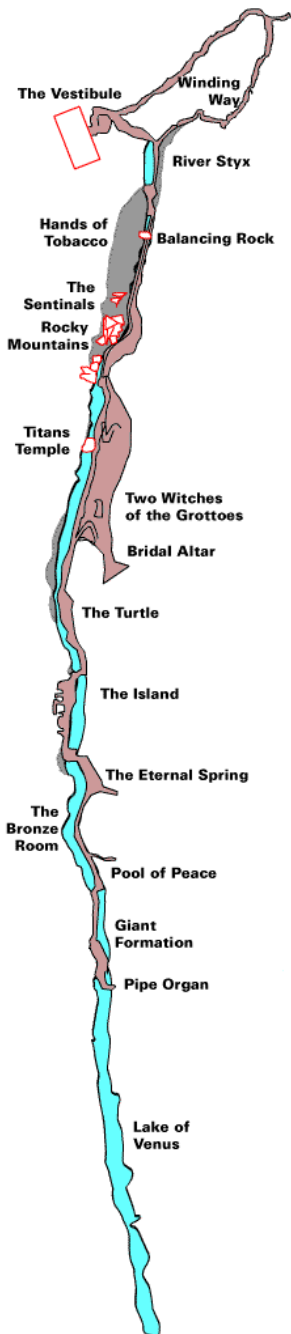 The Vestibule
Winding
Way
River Styx
Hands of
Tobacco
Balancing Rock
The
Sentinals
Rocky
Mountains
Titans
Temple
Two Witches
of the Grottoes
Bridal Altar
The Turtle
The Island
The Eternal Spring
The
Bronze
Room
Pool of Peace
Giant
Formation
Pipe Organ
Lake of
Venus